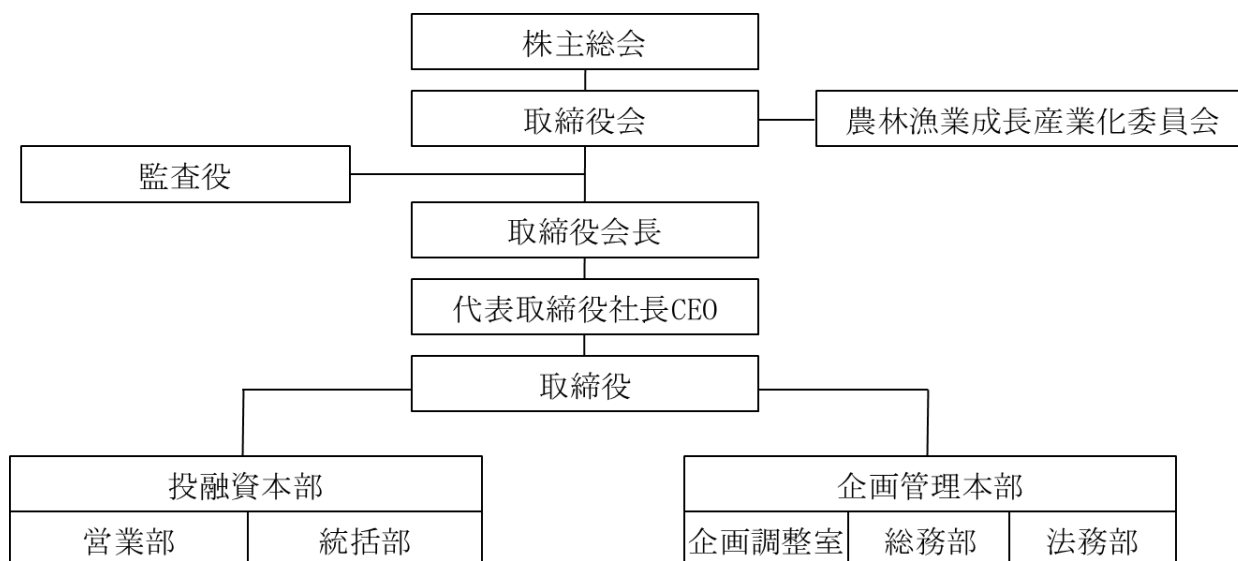 株主総会
取締役会
農林漁業成長産業化委員会
監査役
取締役会長
代表取締役社長CEO
取締役
投融資本部
企画管理本部
営業部
統括部
企画調整室
総務部
法務部